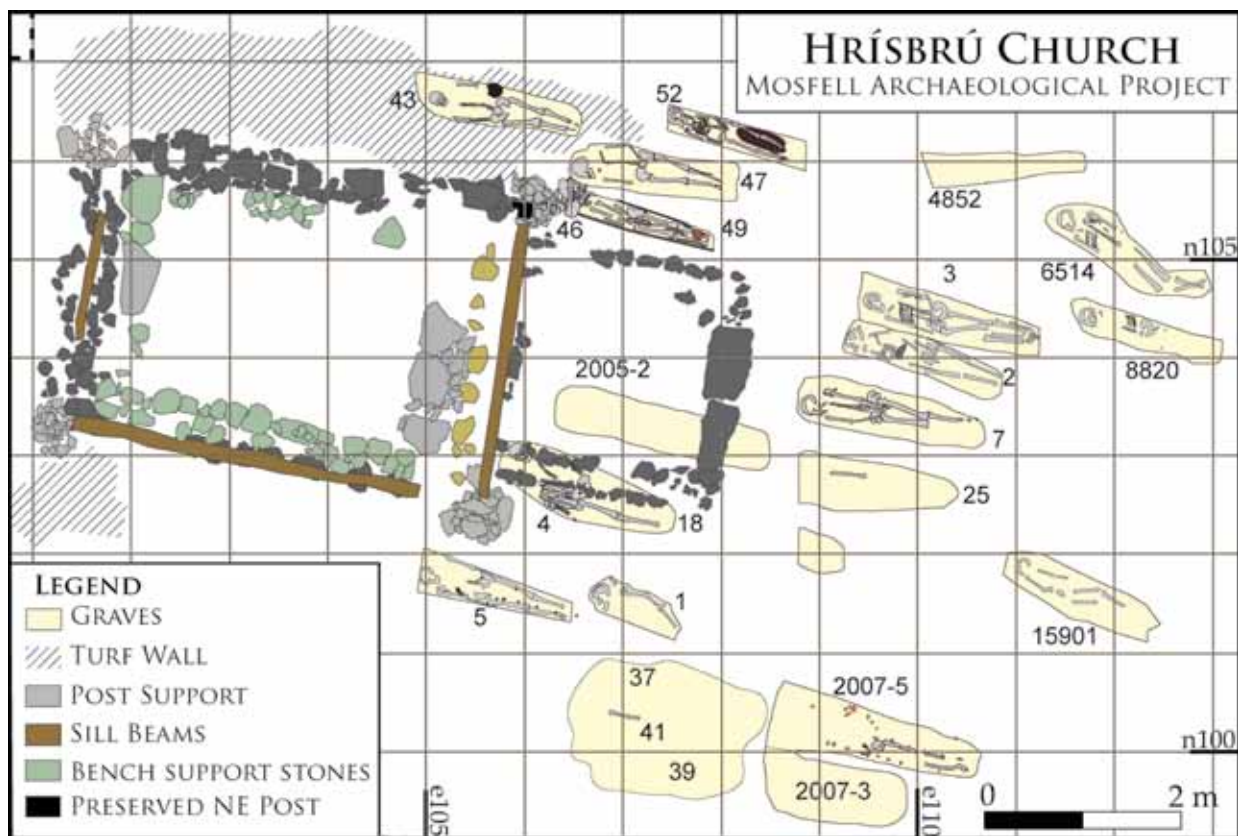 HRÍSBRÚ CHURCH
MOSFELL ARCHAEOLOGICAL PROJECT
43
52
47
46
49
4852
n105
3
6514
2005-2
2
8820
7
25
4
18
5
1
15901
37
2007-5
41
39
n100
2007-3
e105
e110
0 2 m
LEGEND
GRAVES
TURF WALL
POST SUPPORT
SILL BEAMS
BENCH SUPPORT STONES
PRESERVED NE POST